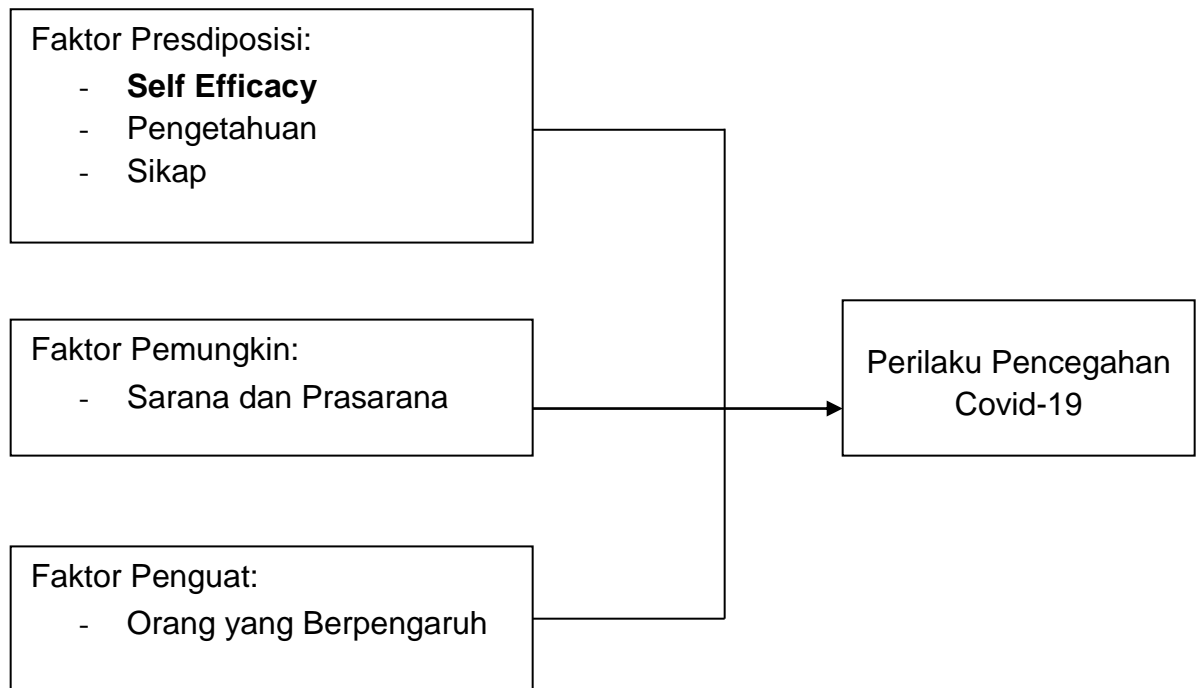 Faktor Presdiposisi:
- Self Efficacy
- Pengetahuan
- Sikap
Faktor Pemungkin:
- Sarana dan Prasarana
Faktor Penguat:
- Orang yang Berpengaruh
Perilaku Pencegahan
Covid-19